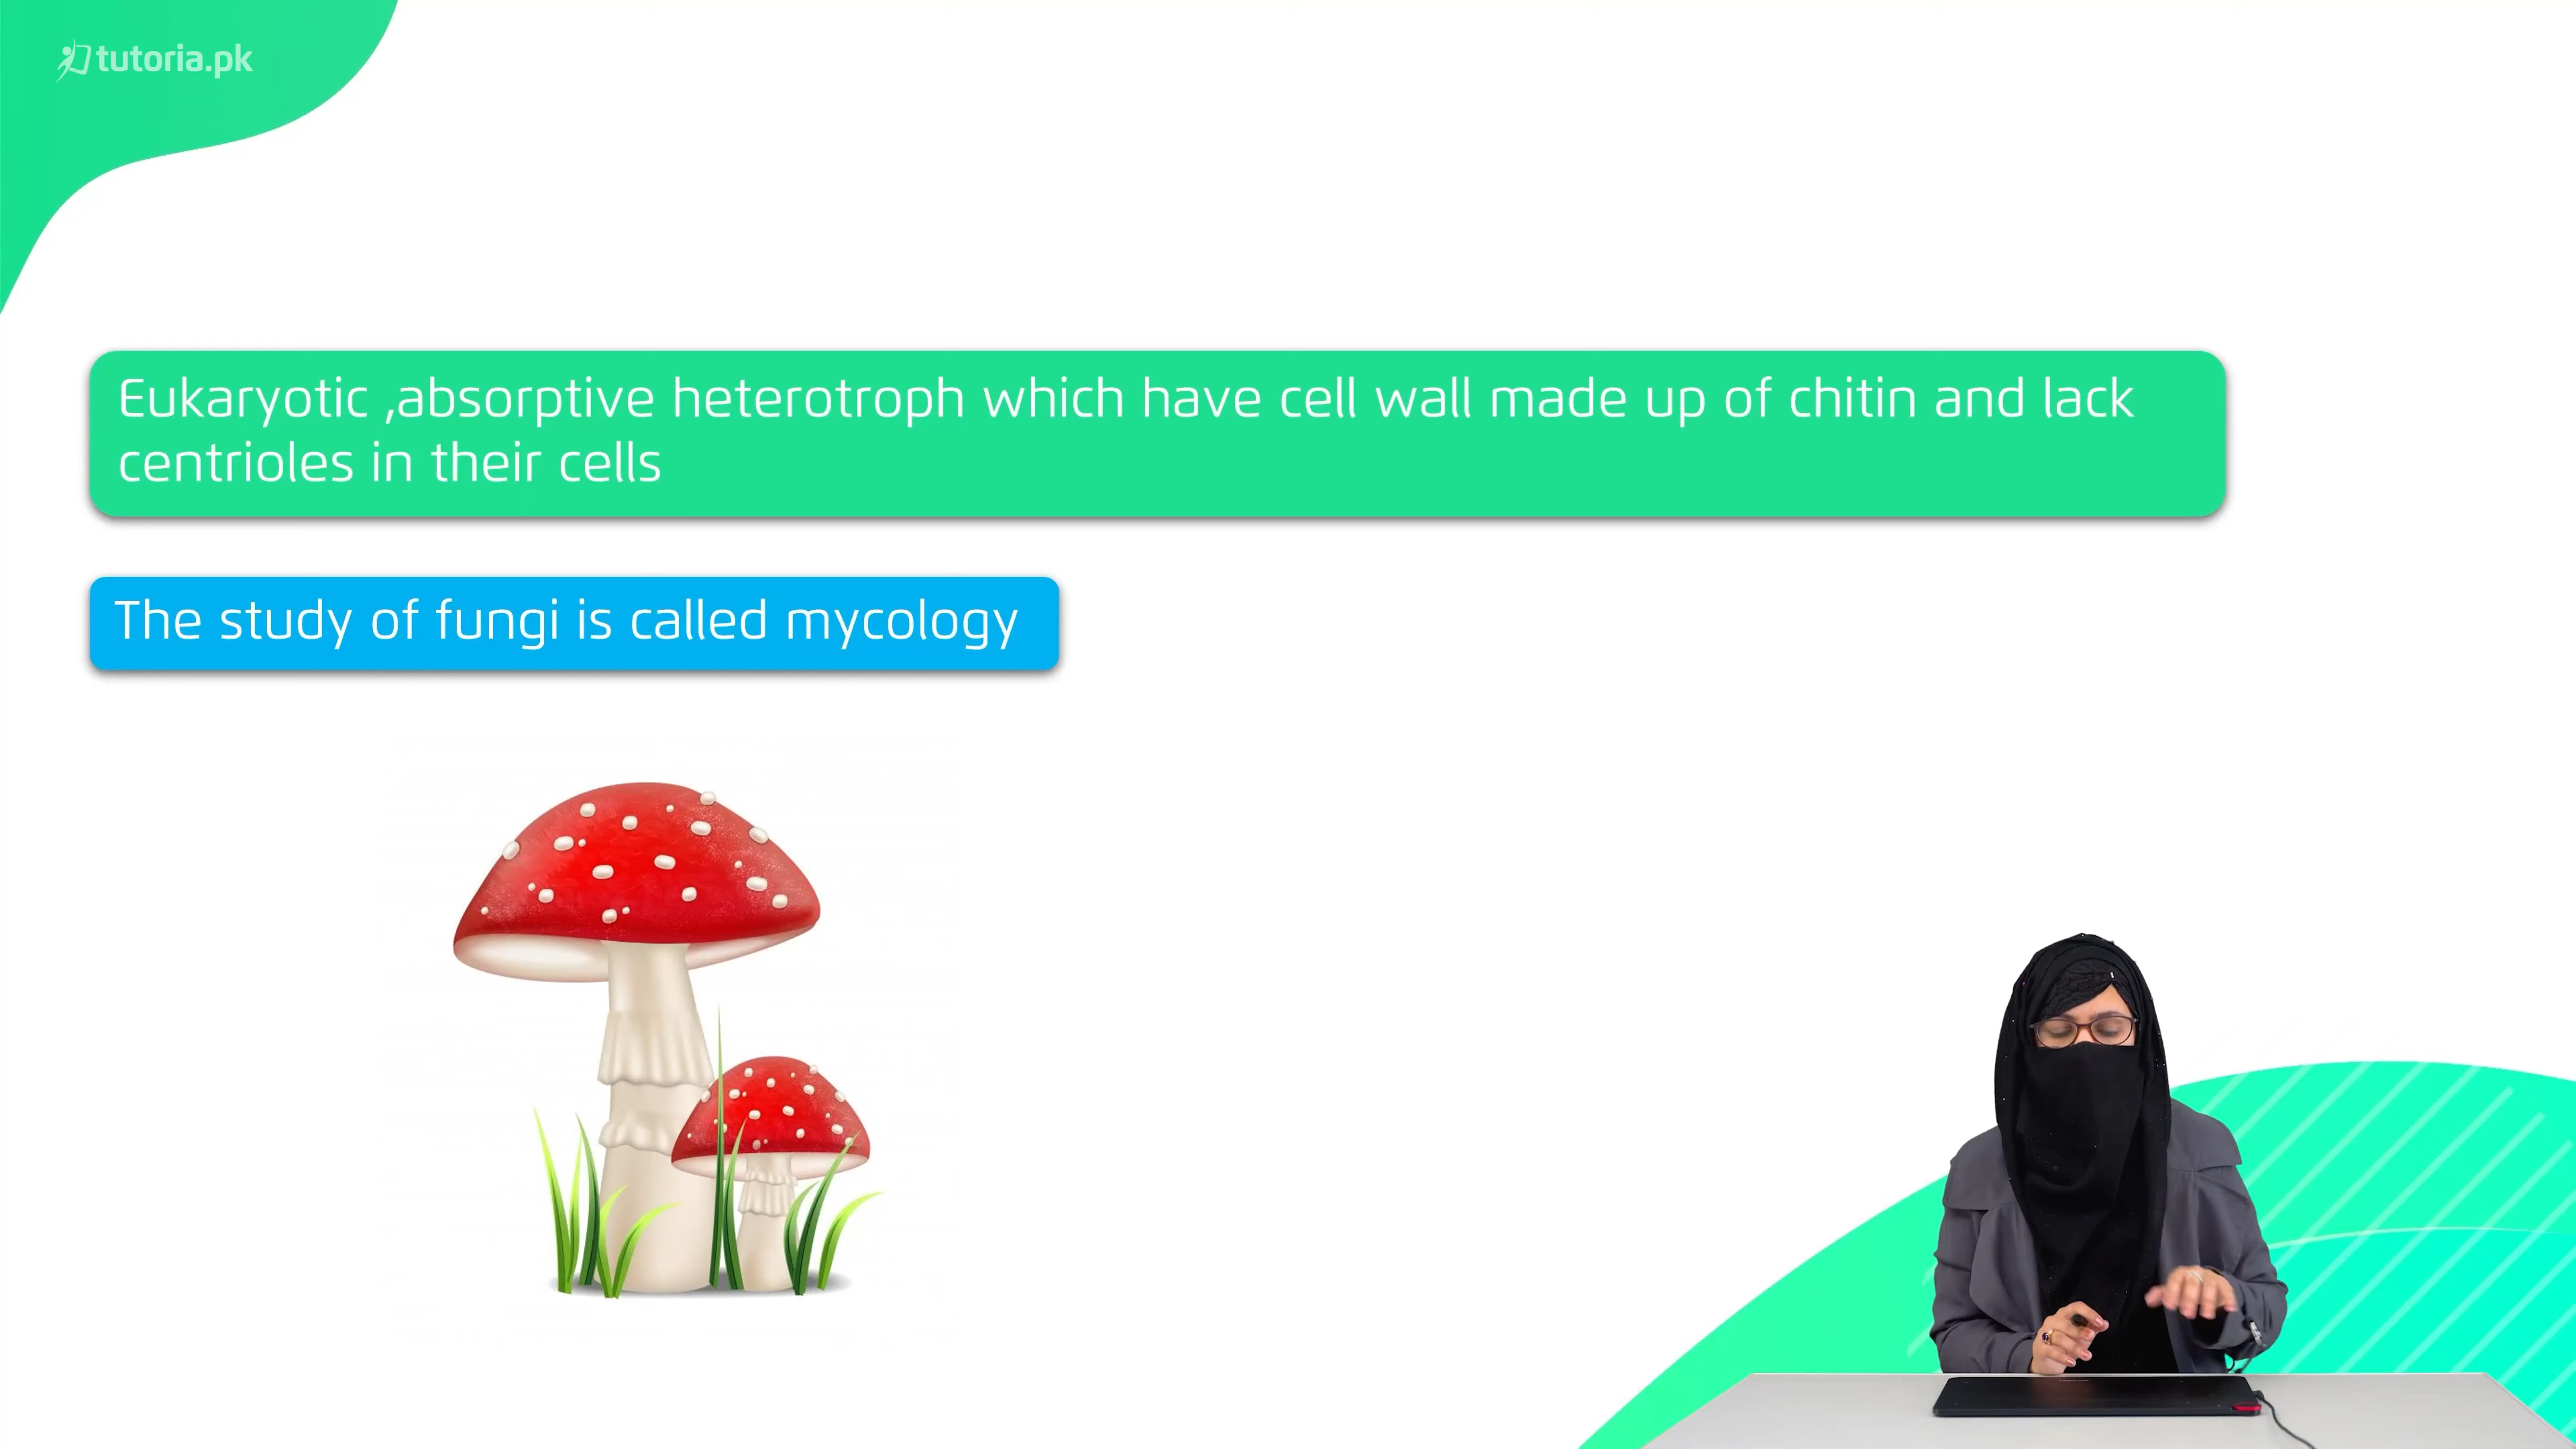 tutoria.pk
Eukaryotic ,absorptive heterotroph which have cell wall made up of chitin and lack
centrioles in their cells
The study of fungi is called mycology